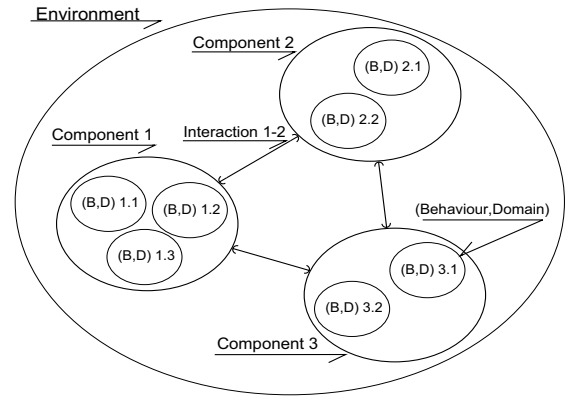 Environment
Component 2
(B,D) 2.1
(B,D) 2.2
Component 1
Interaction 1-2
(B,D) 1.1
(B,D) 1.2
(B,D) 1.3
(Behaviour,Domain)
(B,D) 3.1
(B,D) 3.2
Component 3